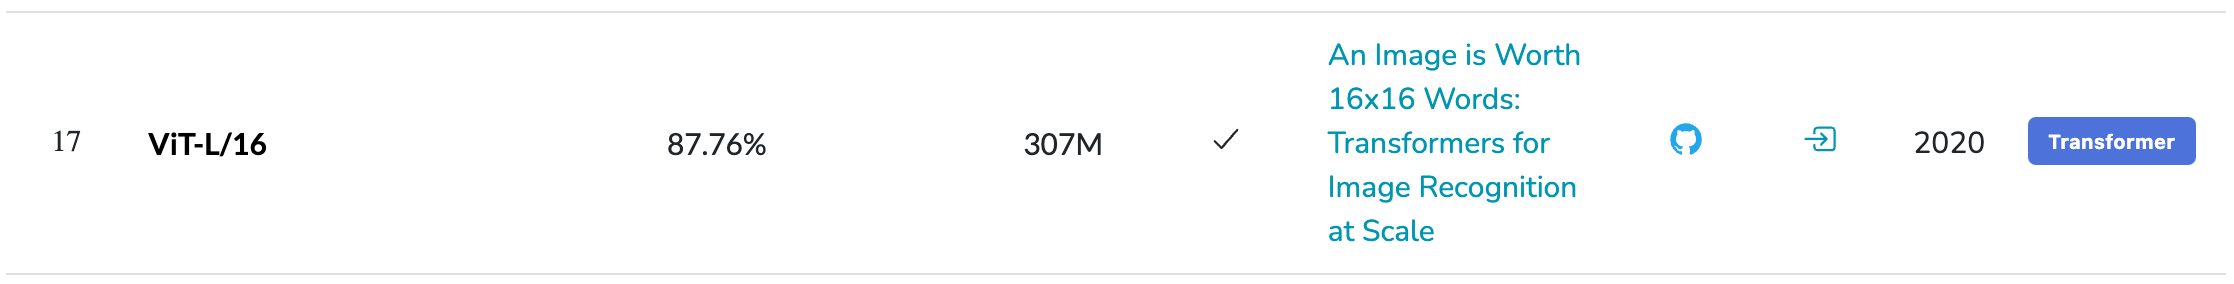 17 ViT-L/16 87.76% 307M ✓ An Image is Worth
16x16 Words:
Transformers for
Image Recognition
at Scale
2020 Transformer